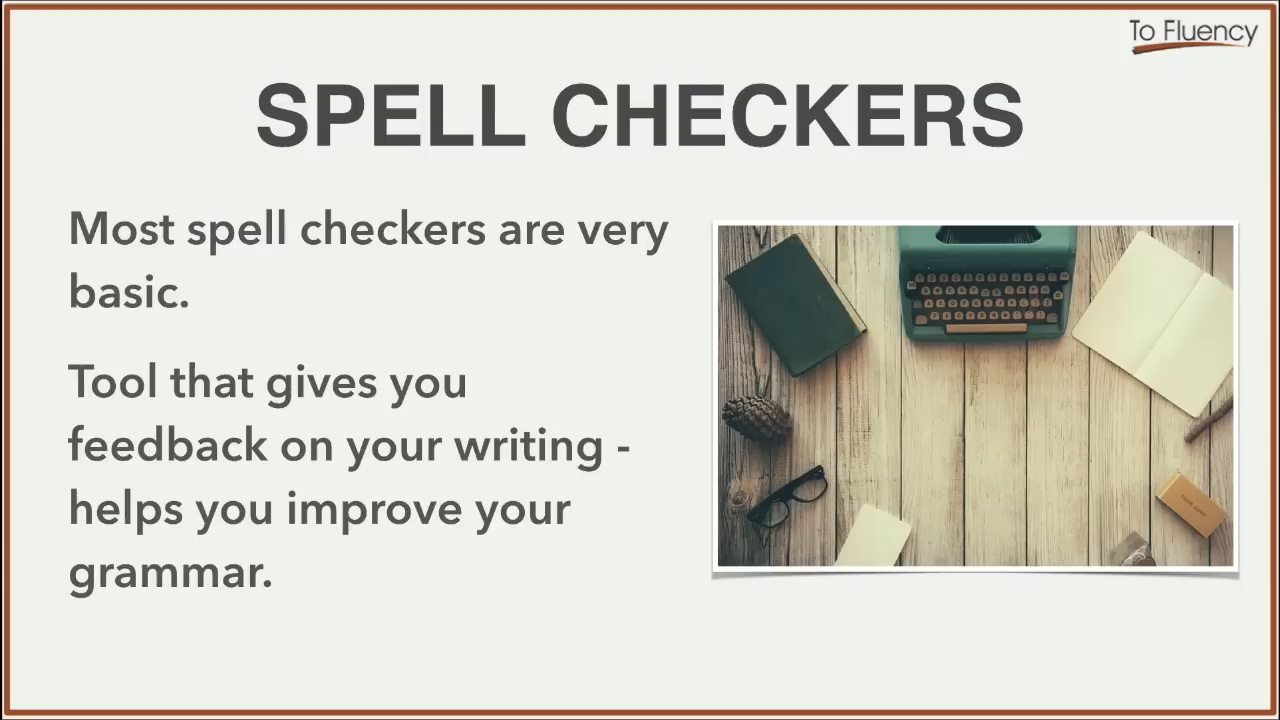 To Fluency
SPELL CHECKERS
Most spell checkers are very
basic.
Tool that gives you
feedback on your writing -
helps you improve your
grammar.